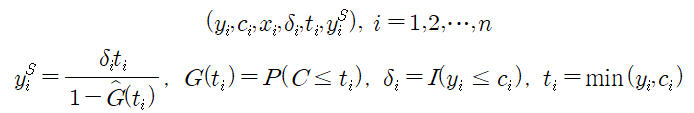 (y_i, c_i, x_i, δ_i, t_i, y_i^S), i = 1,2,⋯,n
y_i^S = δ_i t_i / (1 − Ĝ(t_i)), G(t_i) = P(C ≤ t_i), δ_i = I(y_i ≤ c_i), t_i = min(y_i, c_i)